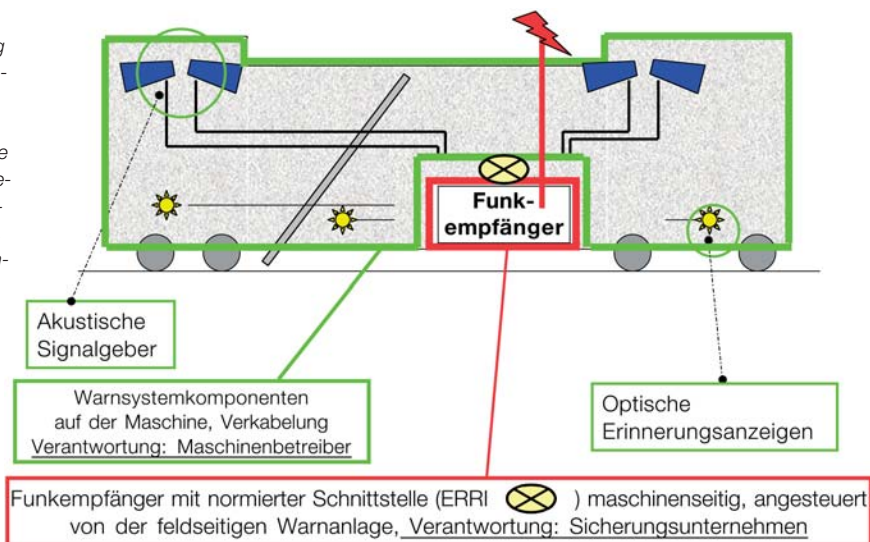 g
-
e
e-
-
n-
Funk-
empfänger
Akustische
Signalgeber
Warnsystemkomponenten
auf der Maschine, Verkabelung
Verantwortung: Maschinenbetreiber
Optische
Erinnerungsanzeigen
Funkempfänger mit normierter Schnittstelle (ERRI ) maschinenseitig, angesteuert
von der feldseitigen Warnanlage, Verantwortung: Sicherungsunternehmen